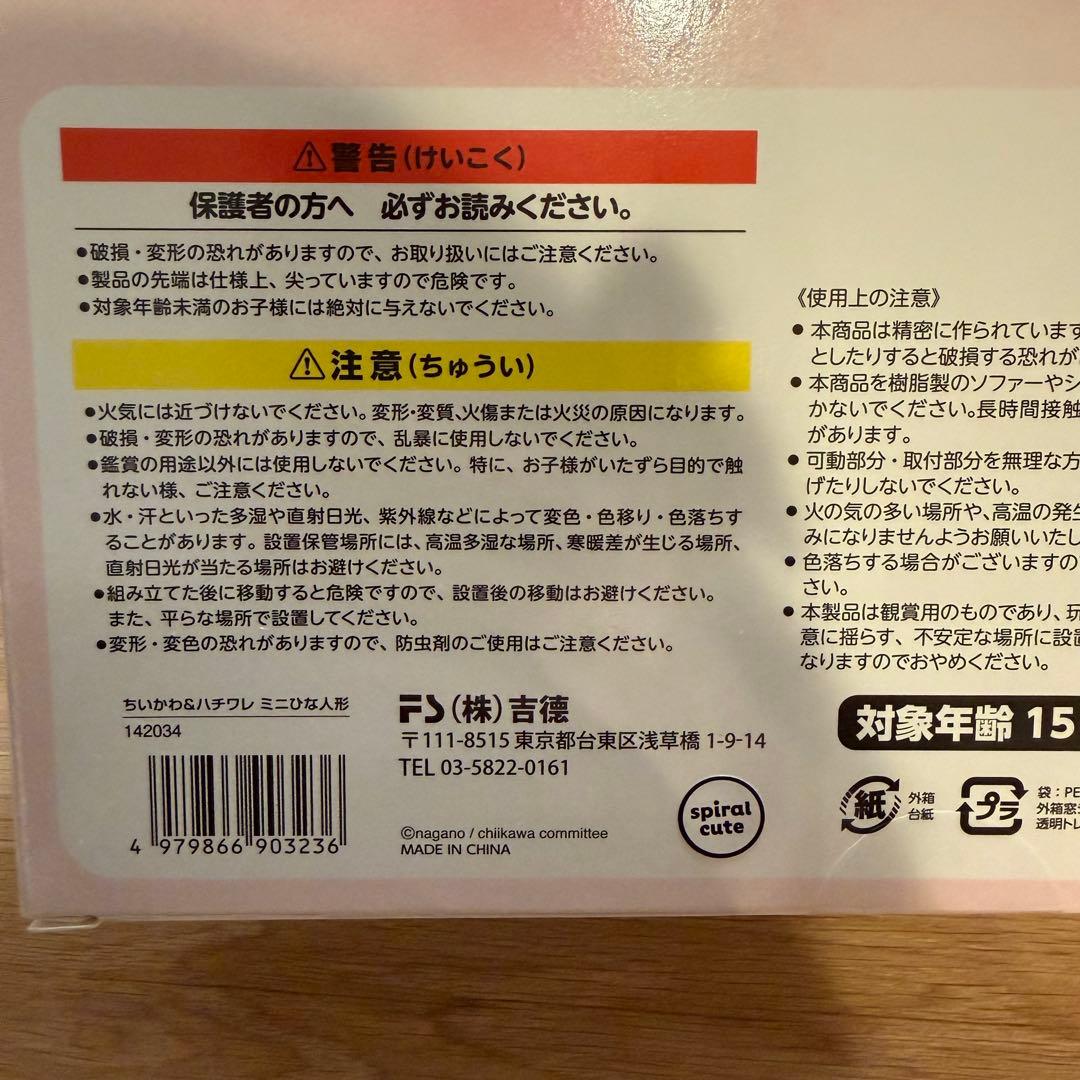 ⚠警告(けいこく)
保護者の方へ 必ずお読みください。
●破損・変形の恐れがありますので、お取り扱いにはご注意ください。
●製品の先端は仕様上、尖っていますので危険です。
●対象年齢未満のお子様には絶対に与えないでください。
⚠注意(ちゅうい)
●火気には近づけないでください。変形・変質、火傷または火災の原因になります。
●破損・変形の恐れがありますので、乱暴に使用しないでください。
●鑑賞の用途以外には使用しないでください。特に、お子様がいたずら目的で触
れない様、ご注意ください。
●水・汗といった多湿や直射日光、紫外線などによって変色・色移り・色落ちす
ることがあります。設置保管場所には、高温多湿な場所、寒暖差が生じる場所、
直射日光が当たる場所はお避けください。
●組み立てた後に移動すると危険ですので、設置後の移動はお避けください。
また、平らな場所で設置してください。
●変形・変色の恐れがありますので、防虫剤のご使用はご注意ください。
ちいかわ&ハチワレ ミニひな人形
142034
4 979866 903236
(株)吉德
〒111-8515 東京都台東区浅草橋 1-9-14
TEL 03-5822-0161
©nagano / chiikawa committee
MADE IN CHINA
spiral
cute
《使用上の注意》
● 本商品は精密に作られています
としたりすると破損する恐れが
● 本商品を樹脂製のソファーやシ
かないでください。長時間接触
があります。
● 可動部分・取付部分を無理な方
げたりしないでください。
● 火の気の多い場所や、高温の発生
みになりませんようお願いいたし
● 色落ちする場合がございますの
さい。
● 本製品は観賞用のものであり、玩
意に揺らす、不安定な場所に設置
なりますのでおやめください。
対象年齢 15
紙
外箱
台紙
プラ
袋：PE
外箱窓
透明トレ